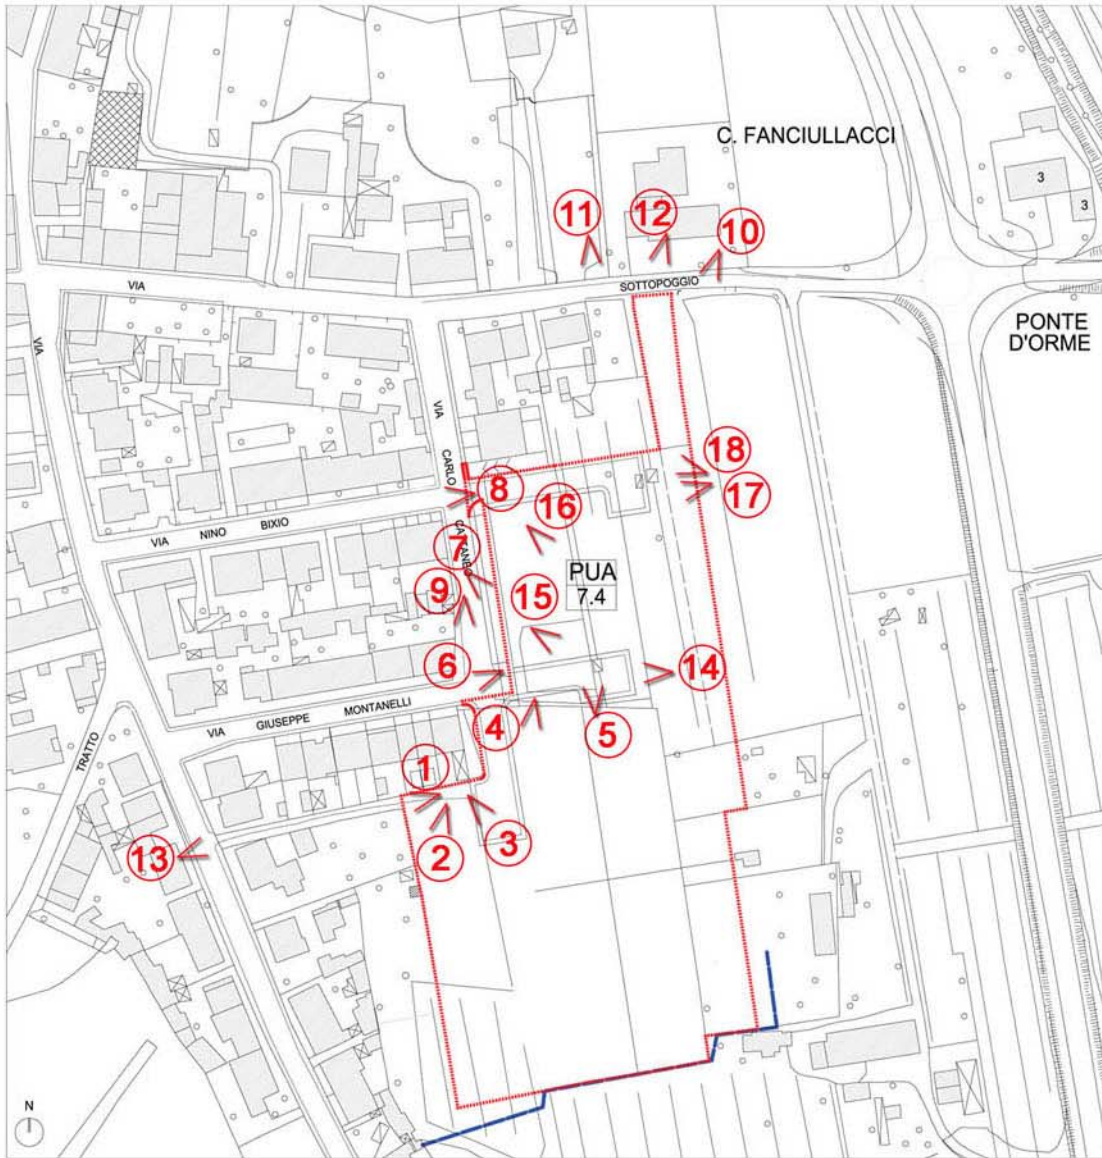 C. FANCIULLACCI
3
3
11
12
10
VIA
SOTTOPOGGIO
VIA
PONTE
D'ORME
VIA
CARLO
CATTANEO
18
8
17
16
VIA NINO BIXIO
7
PUA
7.4
9
15
6
14
VIA GIUSEPPE MONTANELLI
4
5
TRATTO
1
13
2
3
N